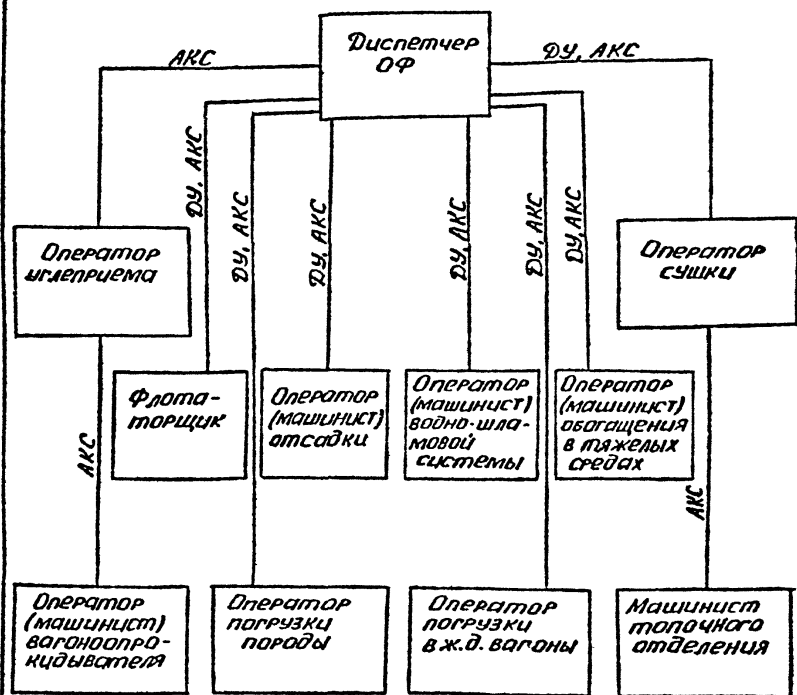 Диспетчер
ОФ
АКС
ДУ, АКС
ДУ, АКС
ДУ, АКС
ДУ, АКС
ДУ, АКС
ДУ, АКС
ДУ, АКС
Оператор
углеприема
Оператор
сушки
Флота-
торщик
Оператор
(машинист)
отсадки
Оператор
(машинист)
водно-шла-
мовой
системы
Оператор
(машинист)
обогащения
в тяжелых
средах
АКС
АКС
Оператор
(машинист)
вагоноопро-
кидывателя
Оператор
погрузки
породы
Оператор
погрузки
в ж.д. вагоны
Машинист
топочного
отделения